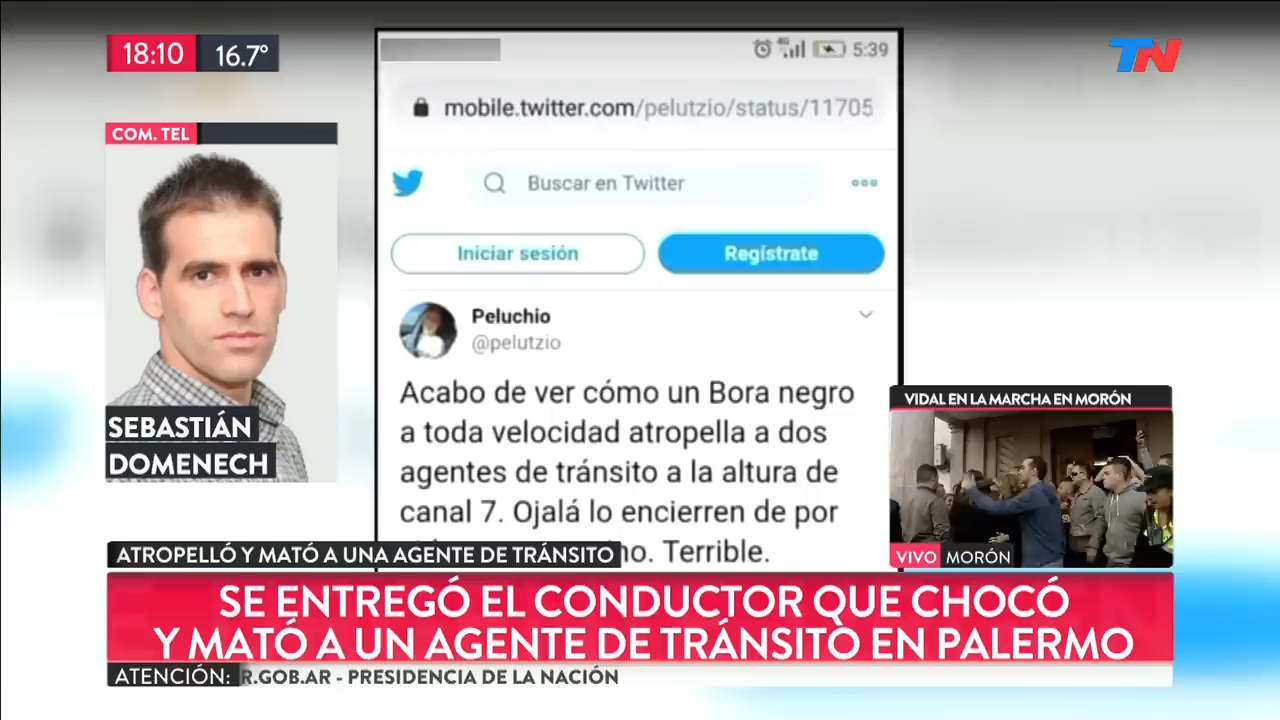 18:10 16.7°
TN
COM. TEL
SEBASTIÁN
DOMENECH
4G 5:39
mobile.twitter.com/pelutzio/status/11705
Buscar en Twitter
Iniciar sesión
Regístrate
Peluchio
@pelutzio
Acabo de ver cómo un Bora negro
a toda velocidad atropella a dos
agentes de tránsito a la altura de
canal 7. Ojalá lo encierren de por
no. Terrible.
VIDAL EN LA MARCHA EN MORÓN
VIVO MORÓN
ATROPELLÓ Y MATÓ A UNA AGENTE DE TRÁNSITO
SE ENTREGÓ EL CONDUCTOR QUE CHOCÓ
Y MATÓ A UN AGENTE DE TRÁNSITO EN PALERMO
ATENCIÓN: R.GOB.AR - PRESIDENCIA DE LA NACIÓN